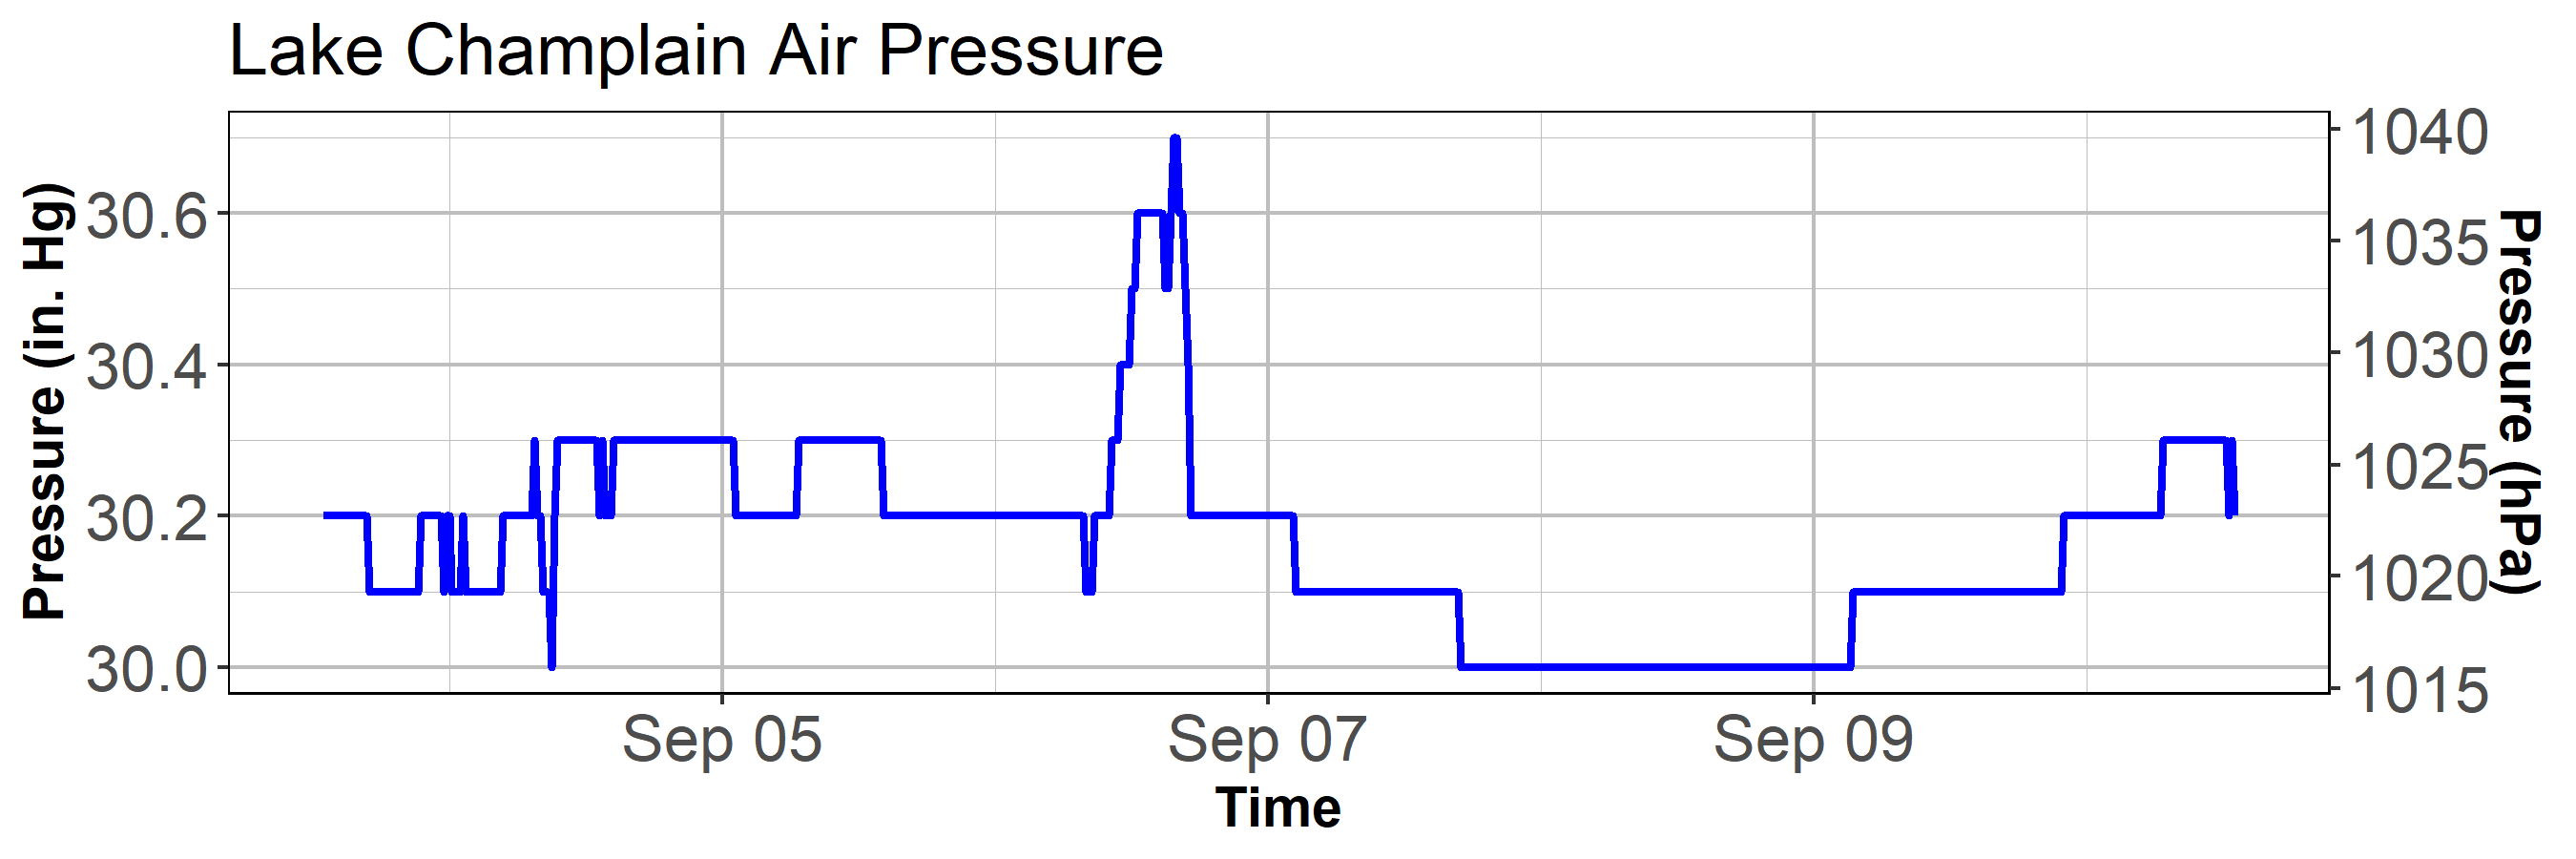 Lake Champlain Air Pressure
Pressure (in. Hg)
30.6
30.4
30.2
30.0
1040
1035
1030
1025
1020
1015
Pressure (hPa)
Sep 05
Sep 07
Sep 09
Time